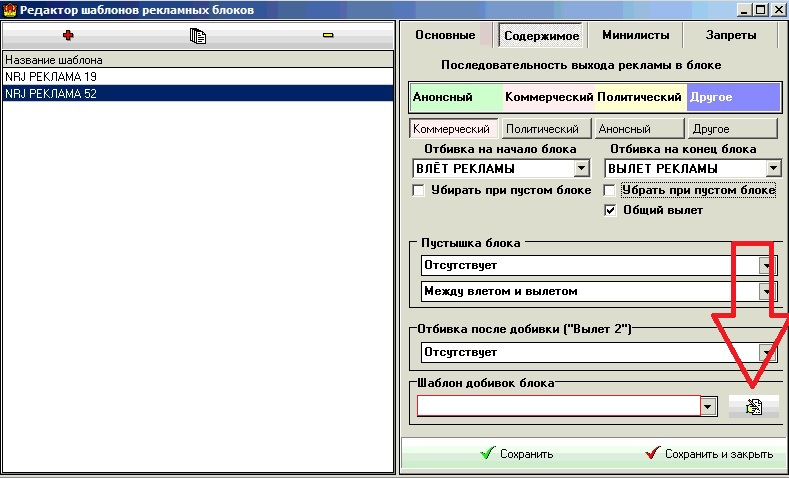 Редактор шаблонов рекламных блоков
Название шаблона
NRJ РЕКЛАМА 19
NRJ РЕКЛАМА 52
Основные Содержимое Минилисты Запреты
Последовательность выхода рекламы в блоке
Анонсный Коммерческий Политический Другое
Коммерческий Политический Анонсный Другое
Отбивка на начало блока Отбивка на конец блока
ВЛЁТ РЕКЛАМЫ ВЫЛЕТ РЕКЛАМЫ
Убирать при пустом блоке Убрать при пустом блоке
Общий вылет
Пустышка блока
Отсутствует
Между влетом и вылетом
Отбивка после добивки ("Вылет 2")
Отсутствует
Шаблон добивок блока
Сохранить Сохранить и закрыть